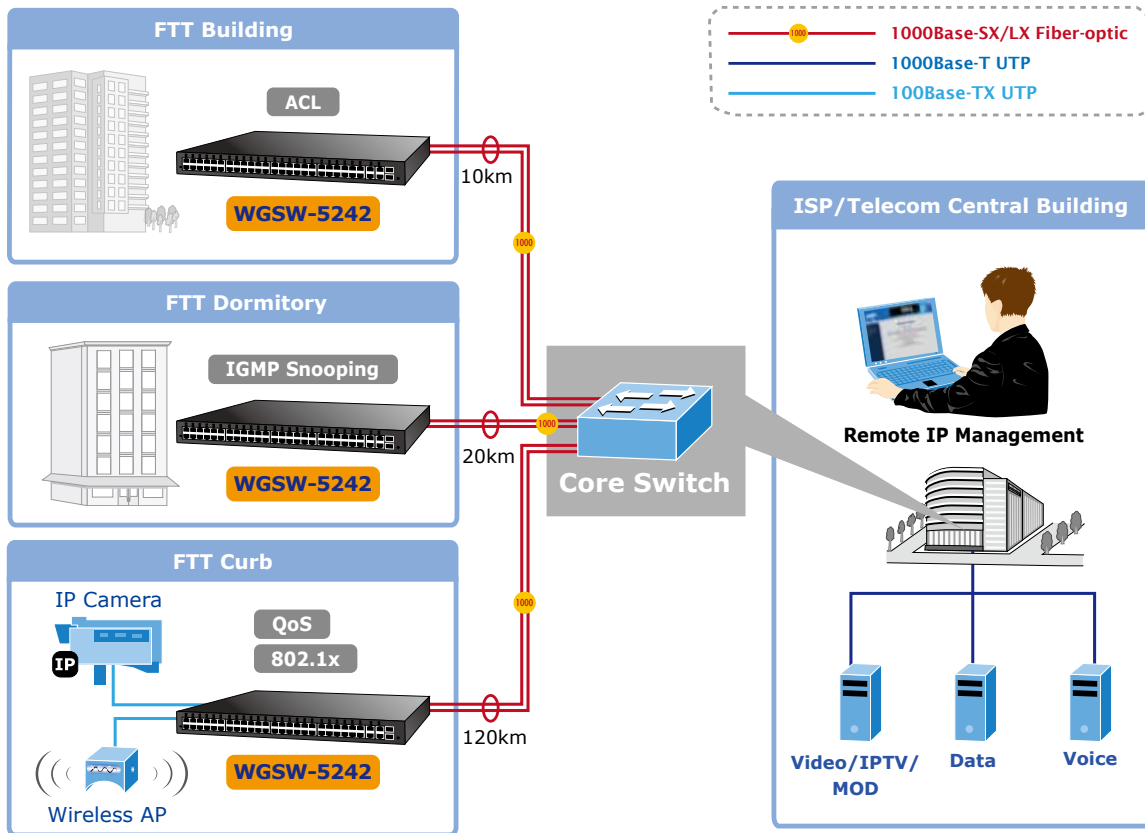 FTT Building
ACL
WGSW-5242
10km
1000
FTT Dormitory
IGMP Snooping
WGSW-5242
20km
1000
FTT Curb
IP Camera
IP
QoS
802.1x
WGSW-5242
120km
1000
Wireless AP
Core Switch
1000
1000Base-SX/LX Fiber-optic
1000Base-T UTP
100Base-TX UTP
ISP/Telecom Central Building
Remote IP Management
Video/IPTV/
MOD
Data
Voice